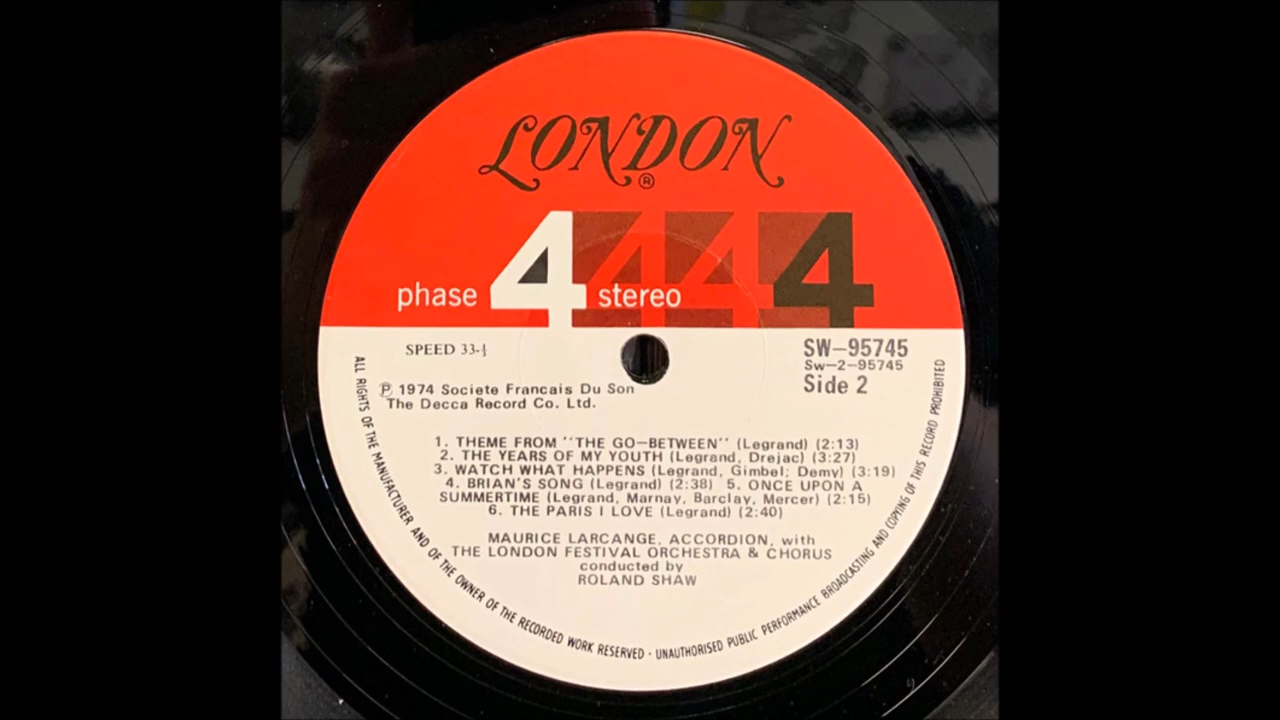 LONDON
®
4 4 4 4
phase 4 stereo
SPEED 33-⅓
SW—95745
Sw—2—95745
Side 2
℗ 1974 Societe Francais Du Son
The Decca Record Co. Ltd.
1. THEME FROM "THE GO—BETWEEN" (Legrand) (2:13)
2. THE YEARS OF MY YOUTH (Legrand, Drejac) (3:27)
3. WATCH WHAT HAPPENS (Legrand, Gimbel; Demy) (3:19)
4. BRIAN'S SONG (Legrand) (2:38) 5. ONCE UPON A
SUMMERTIME (Legrand, Marnay, Barclay, Mercer) (2:15)
6. THE PARIS I LOVE (Legrand) (2:40)
MAURICE LARCANGE, ACCORDION, with
THE LONDON FESTIVAL ORCHESTRA & CHORUS
conducted by
ROLAND SHAW
ALL RIGHTS OF THE MANUFACTURER AND OF THE OWNER OF THE RECORDED WORK RESERVED · UNAUTHORISED PUBLIC PERFORMANCE BROADCASTING AND COPYING OF THIS RECORD PROHIBITED